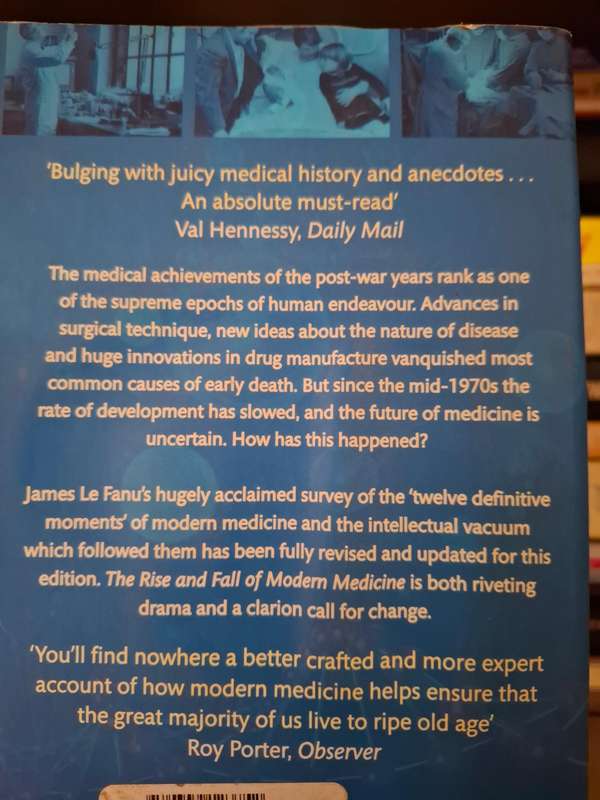 'Bulging with juicy medical history and anecdotes . . .
An absolute must-read'
Val Hennessy, Daily Mail
The medical achievements of the post-war years rank as one
of the supreme epochs of human endeavour. Advances in
surgical technique, new ideas about the nature of disease
and huge innovations in drug manufacture vanquished most
common causes of early death. But since the mid-1970s the
rate of development has slowed, and the future of medicine is
uncertain. How has this happened?
James Le Fanu's hugely acclaimed survey of the 'twelve definitive
moments' of modern medicine and the intellectual vacuum
which followed them has been fully revised and updated for this
edition. The Rise and Fall of Modern Medicine is both riveting
drama and a clarion call for change.
'You'll find nowhere a better crafted and more expert
account of how modern medicine helps ensure that
the great majority of us live to ripe old age'
Roy Porter, Observer